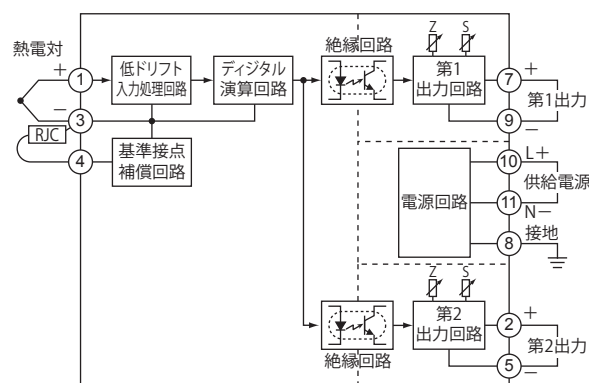 熱電対
+
1
−
3
RJC
4
低ドリフト
入力処理回路
ディジタル
演算回路
基準接点
補償回路
絶縁回路
Z
S
第1
出力回路
7
+
第1出力
9
−
電源回路
10
L+
供給電源
11
N−
8
接地
Z
S
第2
出力回路
絶縁回路
2
+
第2出力
5
−